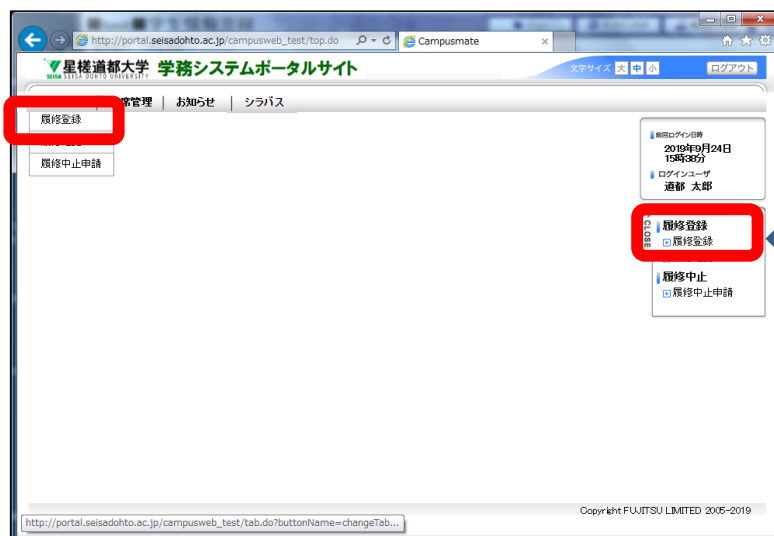 http://portal.seisadohto.ac.jp/campusweb_test/top.do
Campusmate
星槎道都大学 学務システムポータルサイト
SEISA DOHTO UNIVERSITY
文字サイズ 大 中 小
ログアウト
席管理 | お知らせ | シラバス
履修登録
履修中止申請
前回ログイン日時
2019年9月24日
15時38分
ログインユーザ
道都 太郎
CLOSE
履修登録
履修登録
履修中止
履修中止申請
Copyright FUJITSU LIMITED 2005-2019
http://portal.seisadohto.ac.jp/campusweb_test/tab.do?buttonName=changeTab...